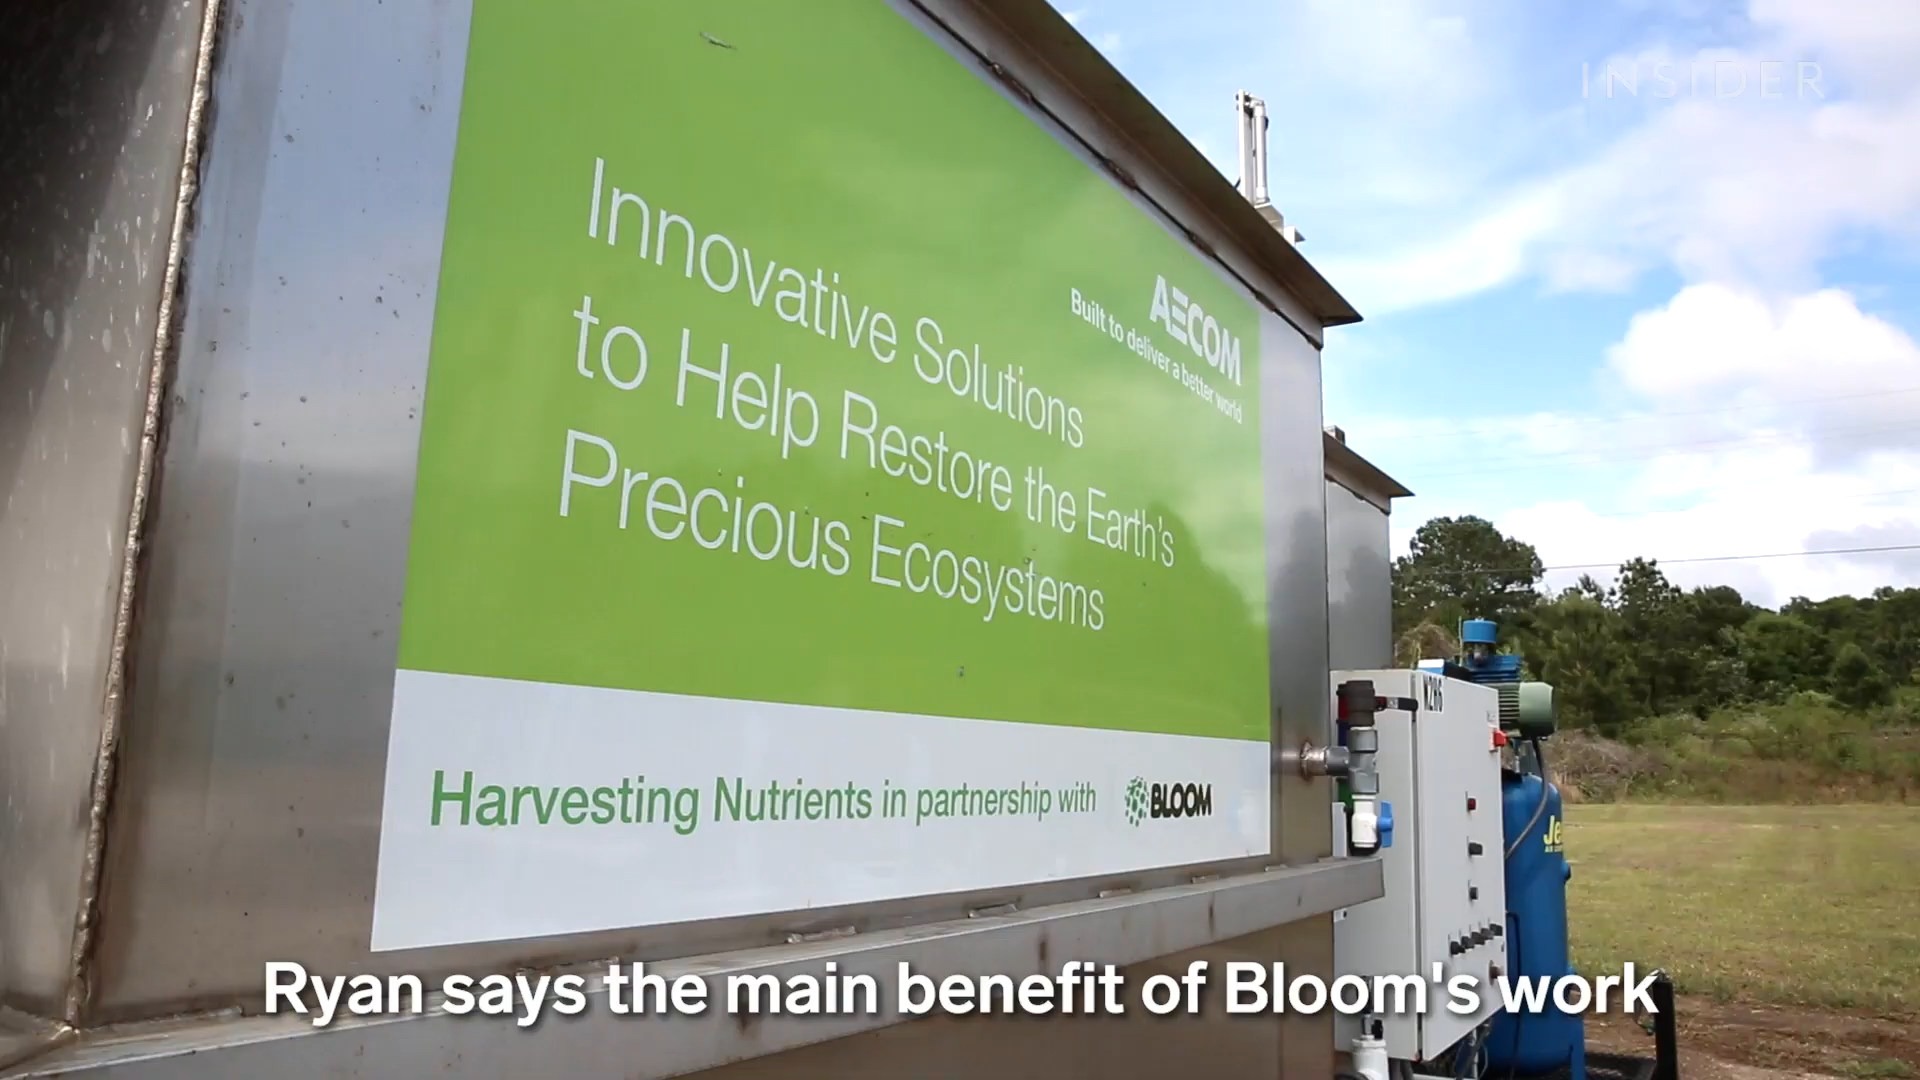 INSIDER
AECOM
Built to deliver a better world
Innovative Solutions
to Help Restore the Earth's
Precious Ecosystems
Harvesting Nutrients in partnership with BLOOM
Ryan says the main benefit of Bloom's work